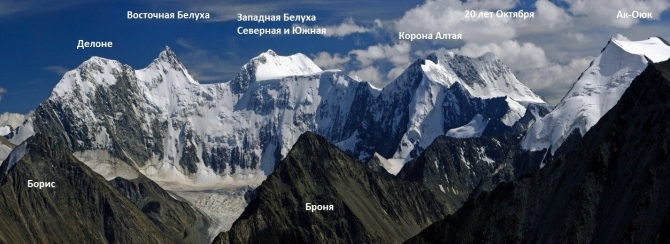 Делоне
Восточная Белуха
Западная Белуха
Северная и Южная
Корона Алтая
20 лет Октября
Ак-Оюк
Борис
Броня